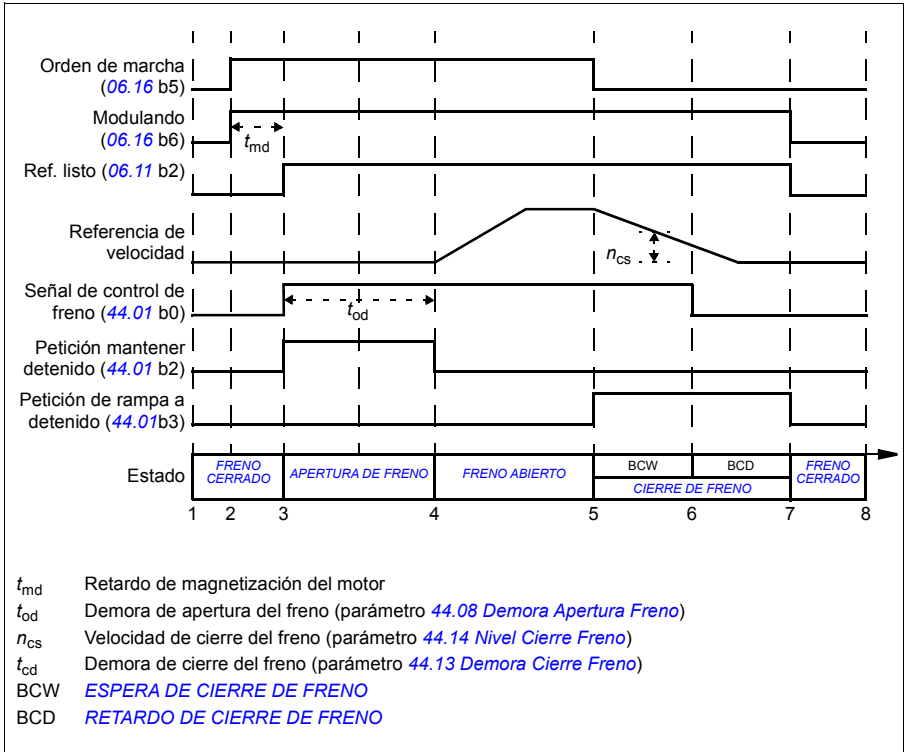 Orden de marcha
(06.16 b5)
Modulando
(06.16 b6)
tmd
Ref. listo (06.11 b2)
Referencia de
velocidad
ncs
Señal de control de
freno (44.01 b0)
tod
Petición mantener
detenido (44.01 b2)
Petición de rampa a
detenido (44.01b3)
Estado
FRENO
CERRADO
APERTURA DE FRENO
FRENO ABIERTO
BCW
BCD
CIERRE DE FRENO
FRENO
CERRADO
1 2 3 4 5 6 7 8
tmd Retardo de magnetización del motor
tod Demora de apertura del freno (parámetro 44.08 Demora Apertura Freno)
ncs Velocidad de cierre del freno (parámetro 44.14 Nivel Cierre Freno)
tcd Demora de cierre del freno (parámetro 44.13 Demora Cierre Freno)
BCW ESPERA DE CIERRE DE FRENO
BCD RETARDO DE CIERRE DE FRENO